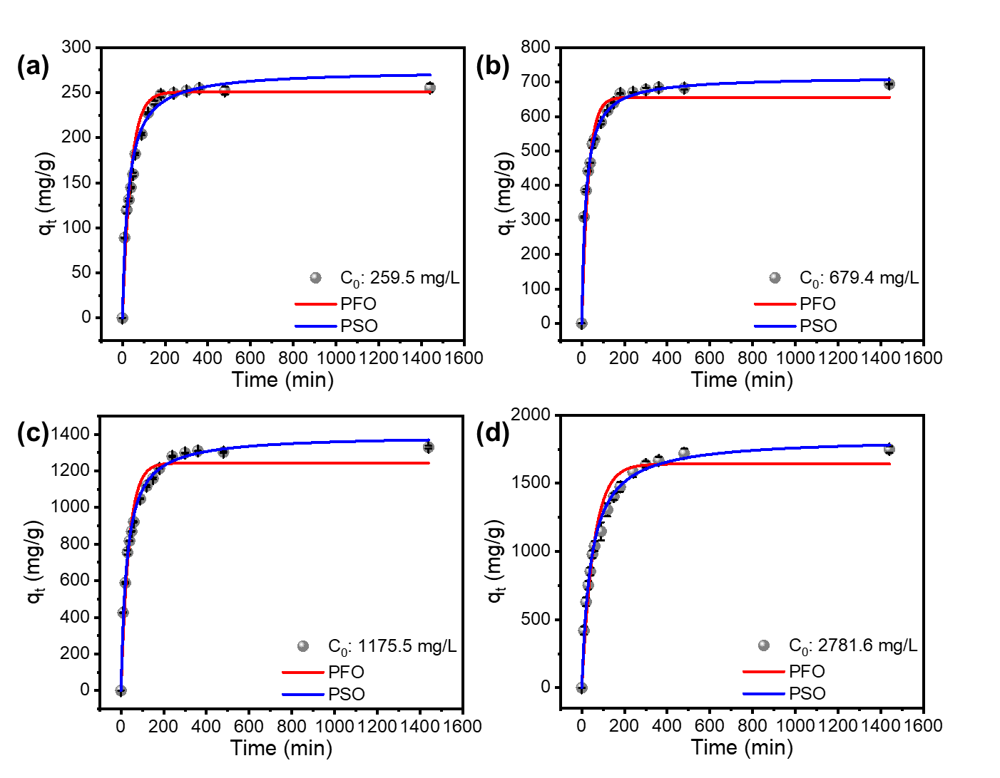 (a)
300
250
200
150
100
50
0
qt (mg/g)
C0: 259.5 mg/L
PFO
PSO
0 200 400 600 800 1000 1200 1400 1600
Time (min)
(b)
800
700
600
500
400
300
200
100
0
qt (mg/g)
C0: 679.4 mg/L
PFO
PSO
0 200 400 600 800 1000 1200 1400 1600
Time (min)
(c)
1400
1200
1000
800
600
400
200
0
qt (mg/g)
C0: 1175.5 mg/L
PFO
PSO
0 200 400 600 800 1000 1200 1400 1600
Time (min)
(d)
2000
1500
1000
500
0
qt (mg/g)
C0: 2781.6 mg/L
PFO
PSO
0 200 400 600 800 1000 1200 1400 1600
Time (min)